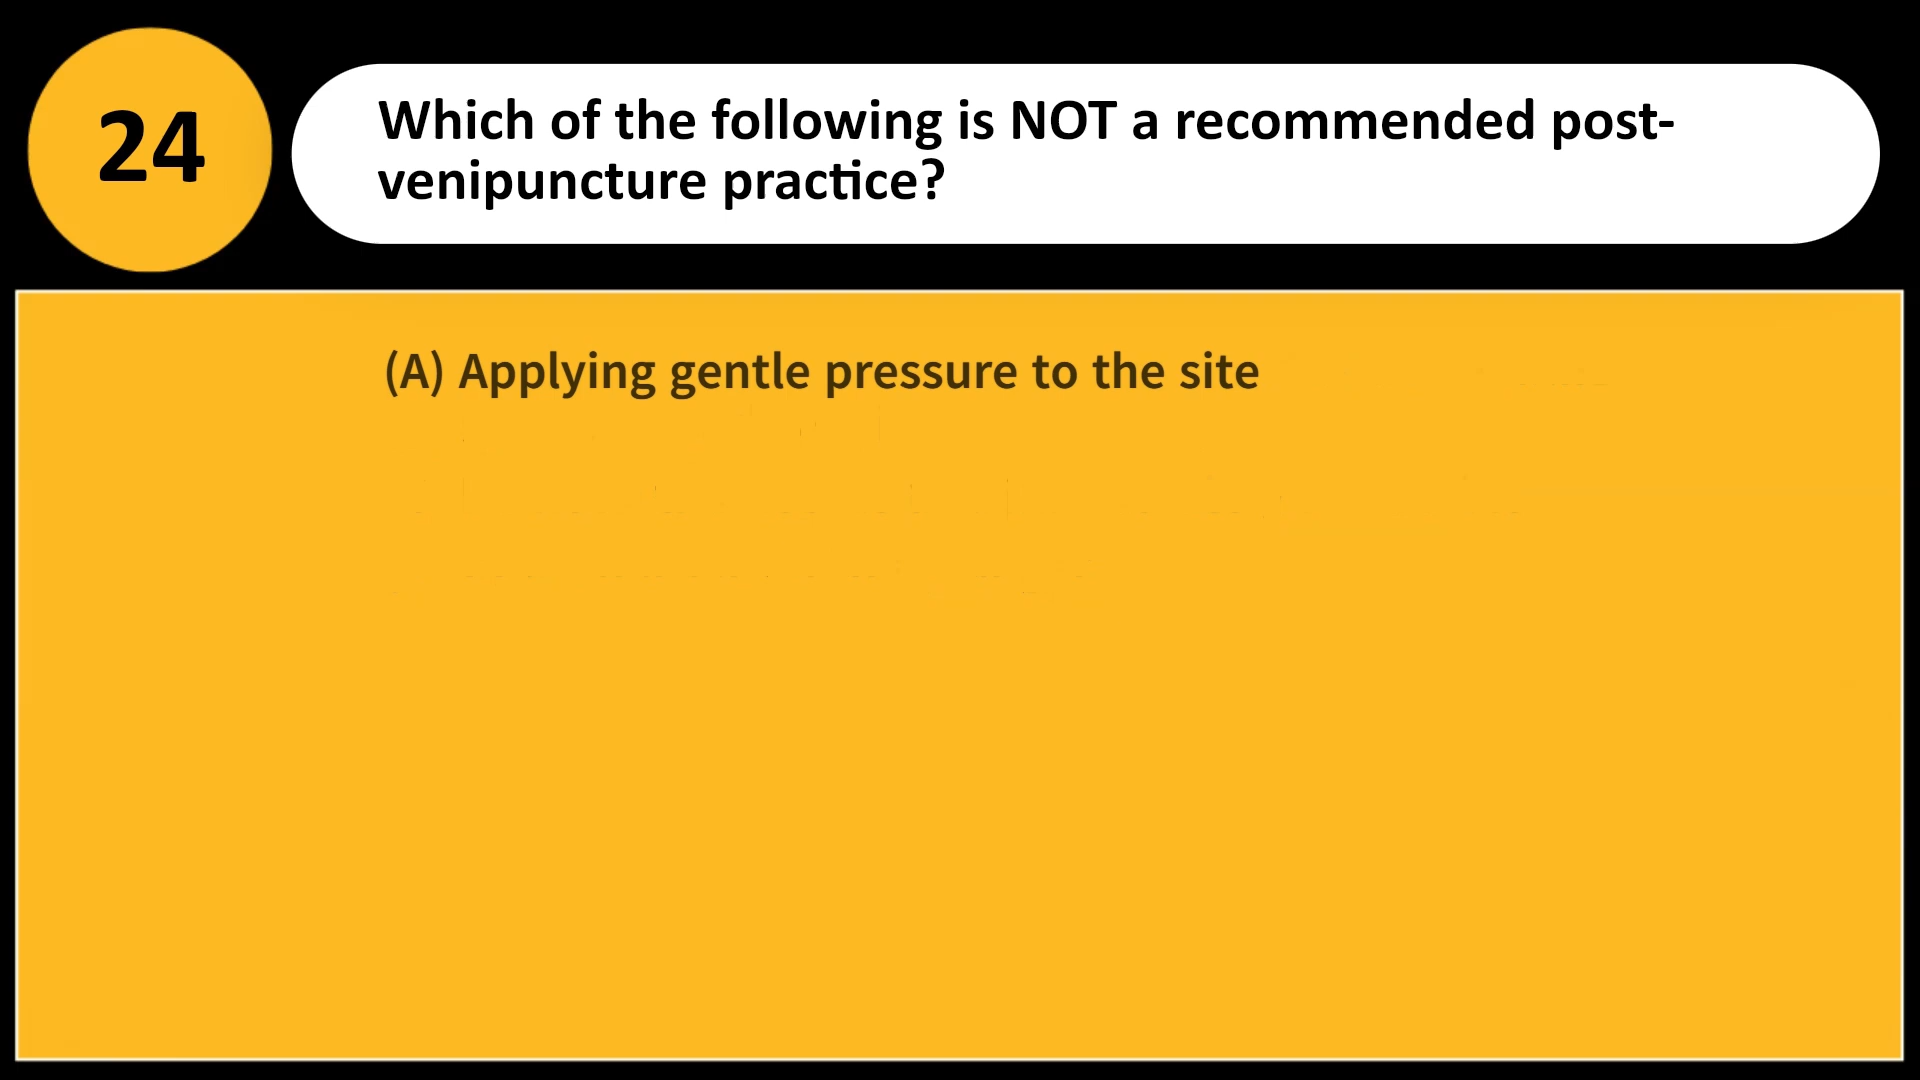 24
Which of the following is NOT a recommended post-
venipuncture practice?
(A) Applying gentle pressure to the site